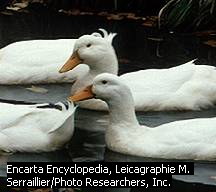 Encarta Encyclopedia, Leicagraphie M.
Serraillier/Photo Researchers, Inc.